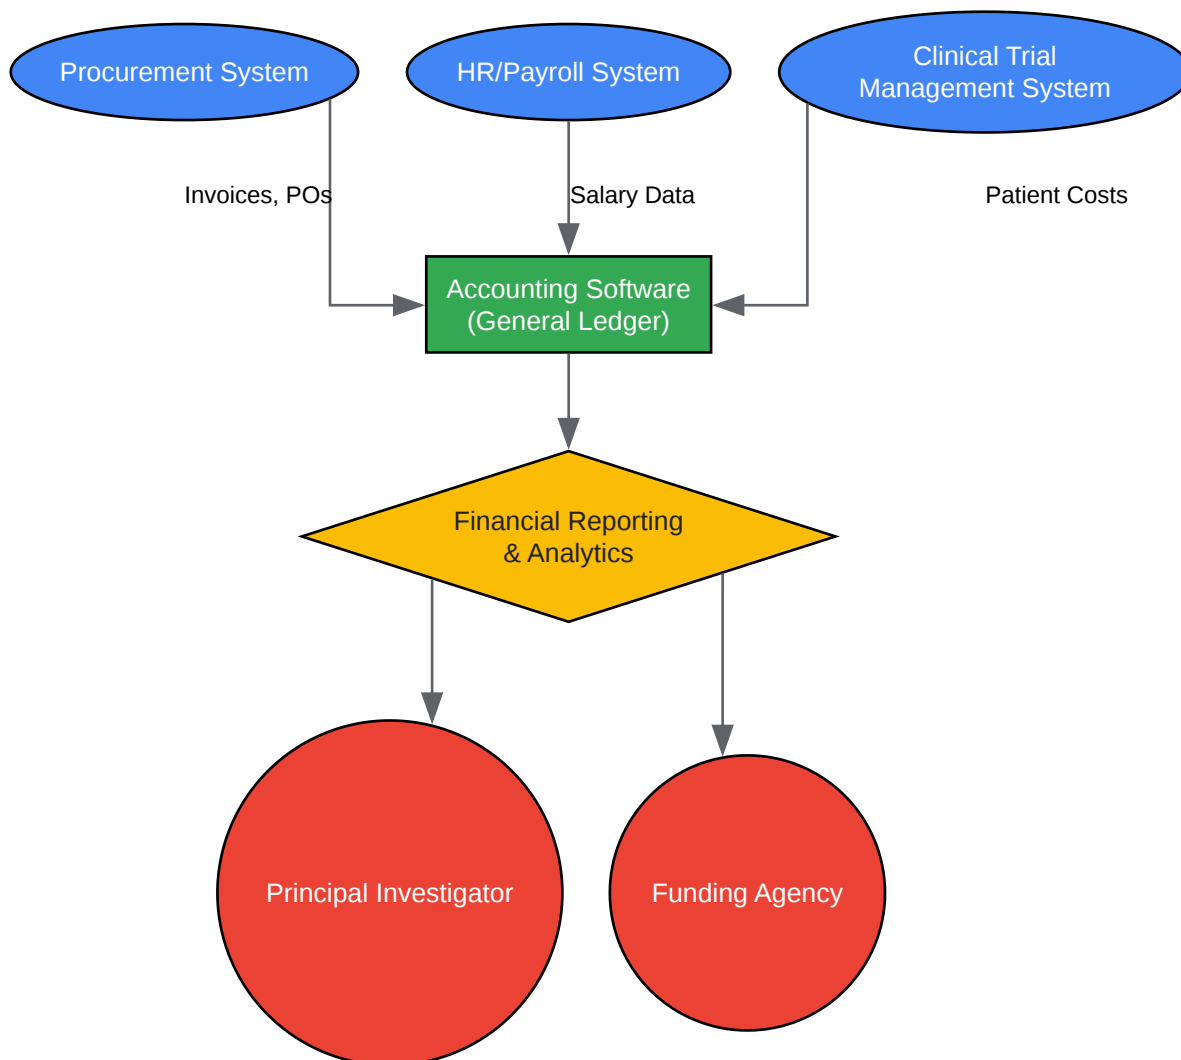 Procurement System
HR/Payroll System
Clinical Trial
Management System
Invoices, POs
Salary Data
Patient Costs
Accounting Software
(General Ledger)
Financial Reporting
& Analytics
Principal Investigator
Funding Agency